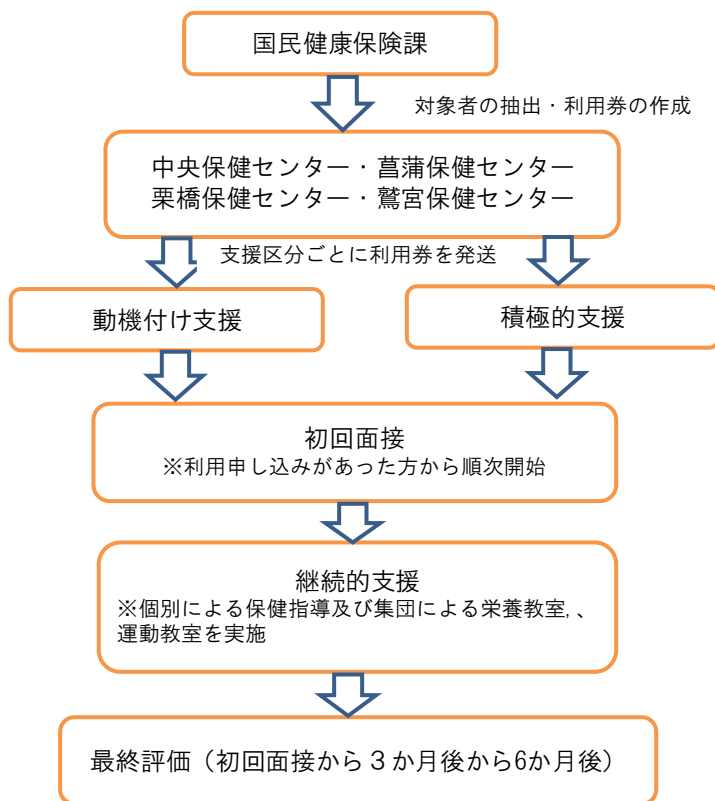 国民健康保険課
対象者の抽出・利用券の作成
中央保健センター・菖蒲保健センター
栗橋保健センター・鷲宮保健センター
支援区分ごとに利用券を発送
動機付け支援
積極的支援
初回面接
※利用申し込みがあった方から順次開始
継続的支援
※個別による保健指導及び集団による栄養教室,、
運動教室を実施
最終評価（初回面接から３か月後から6か月後）